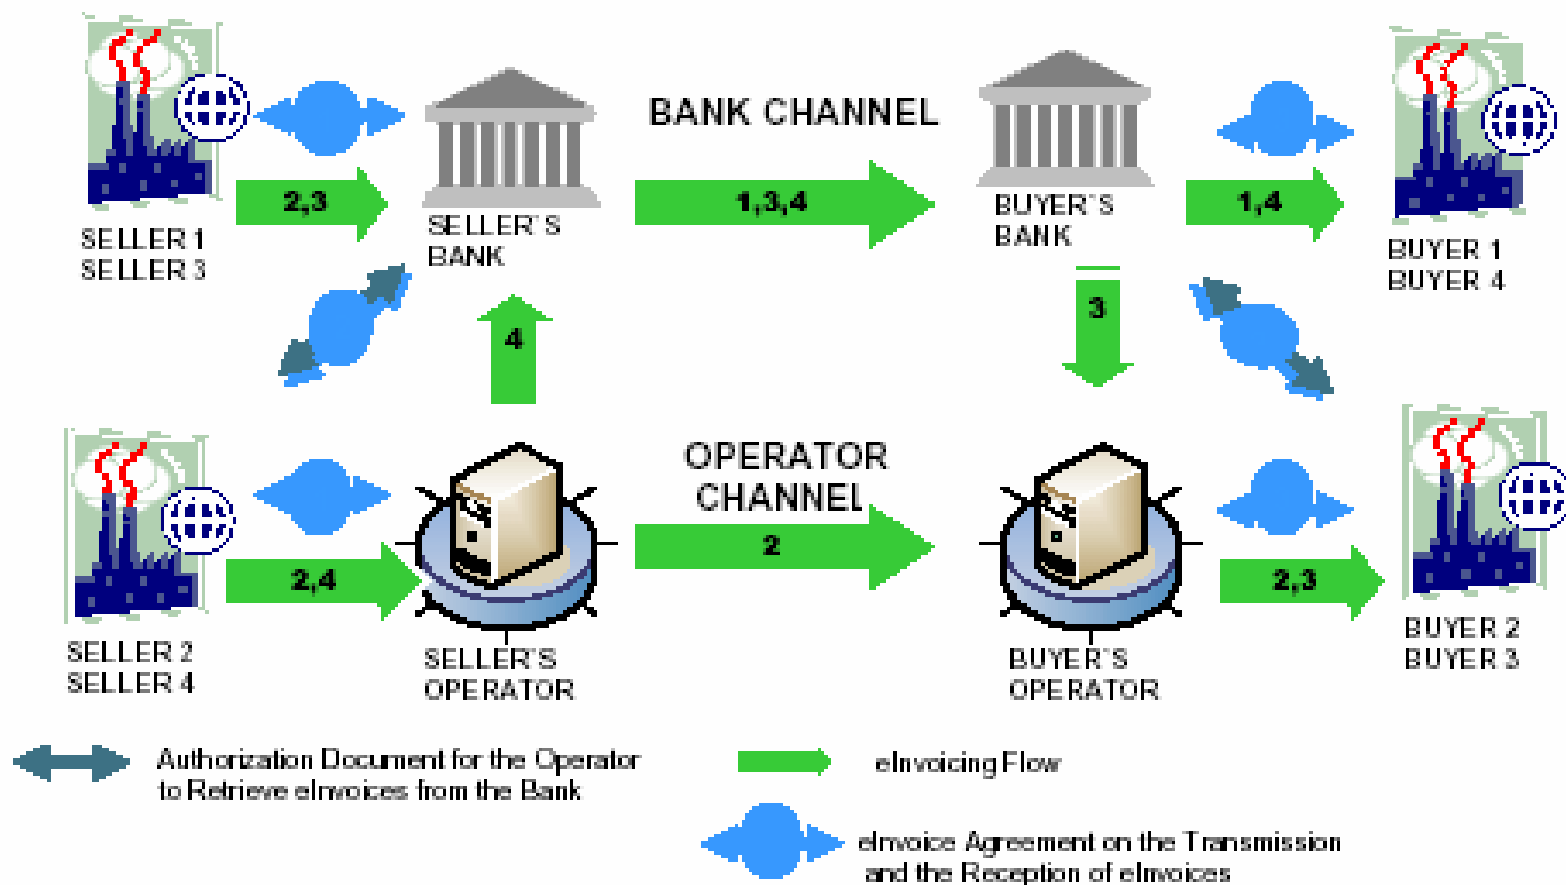 BANK CHANNEL
2,3
1,3,4
1,4
SELLER 1
SELLER 3
SELLER'S
BANK
BUYER'S
BANK
BUYER 1
BUYER 4
4
3
OPERATOR
CHANNEL
2,4
2
2,3
SELLER 2
SELLER 4
SELLER'S
OPERATOR
BUYER'S
OPERATOR
BUYER 2
BUYER 3
Authorization Document for the Operator
to Retrieve eInvoices from the Bank
eInvoicing Flow
eInvoice Agreement on the Transmission
and the Reception of eInvoices